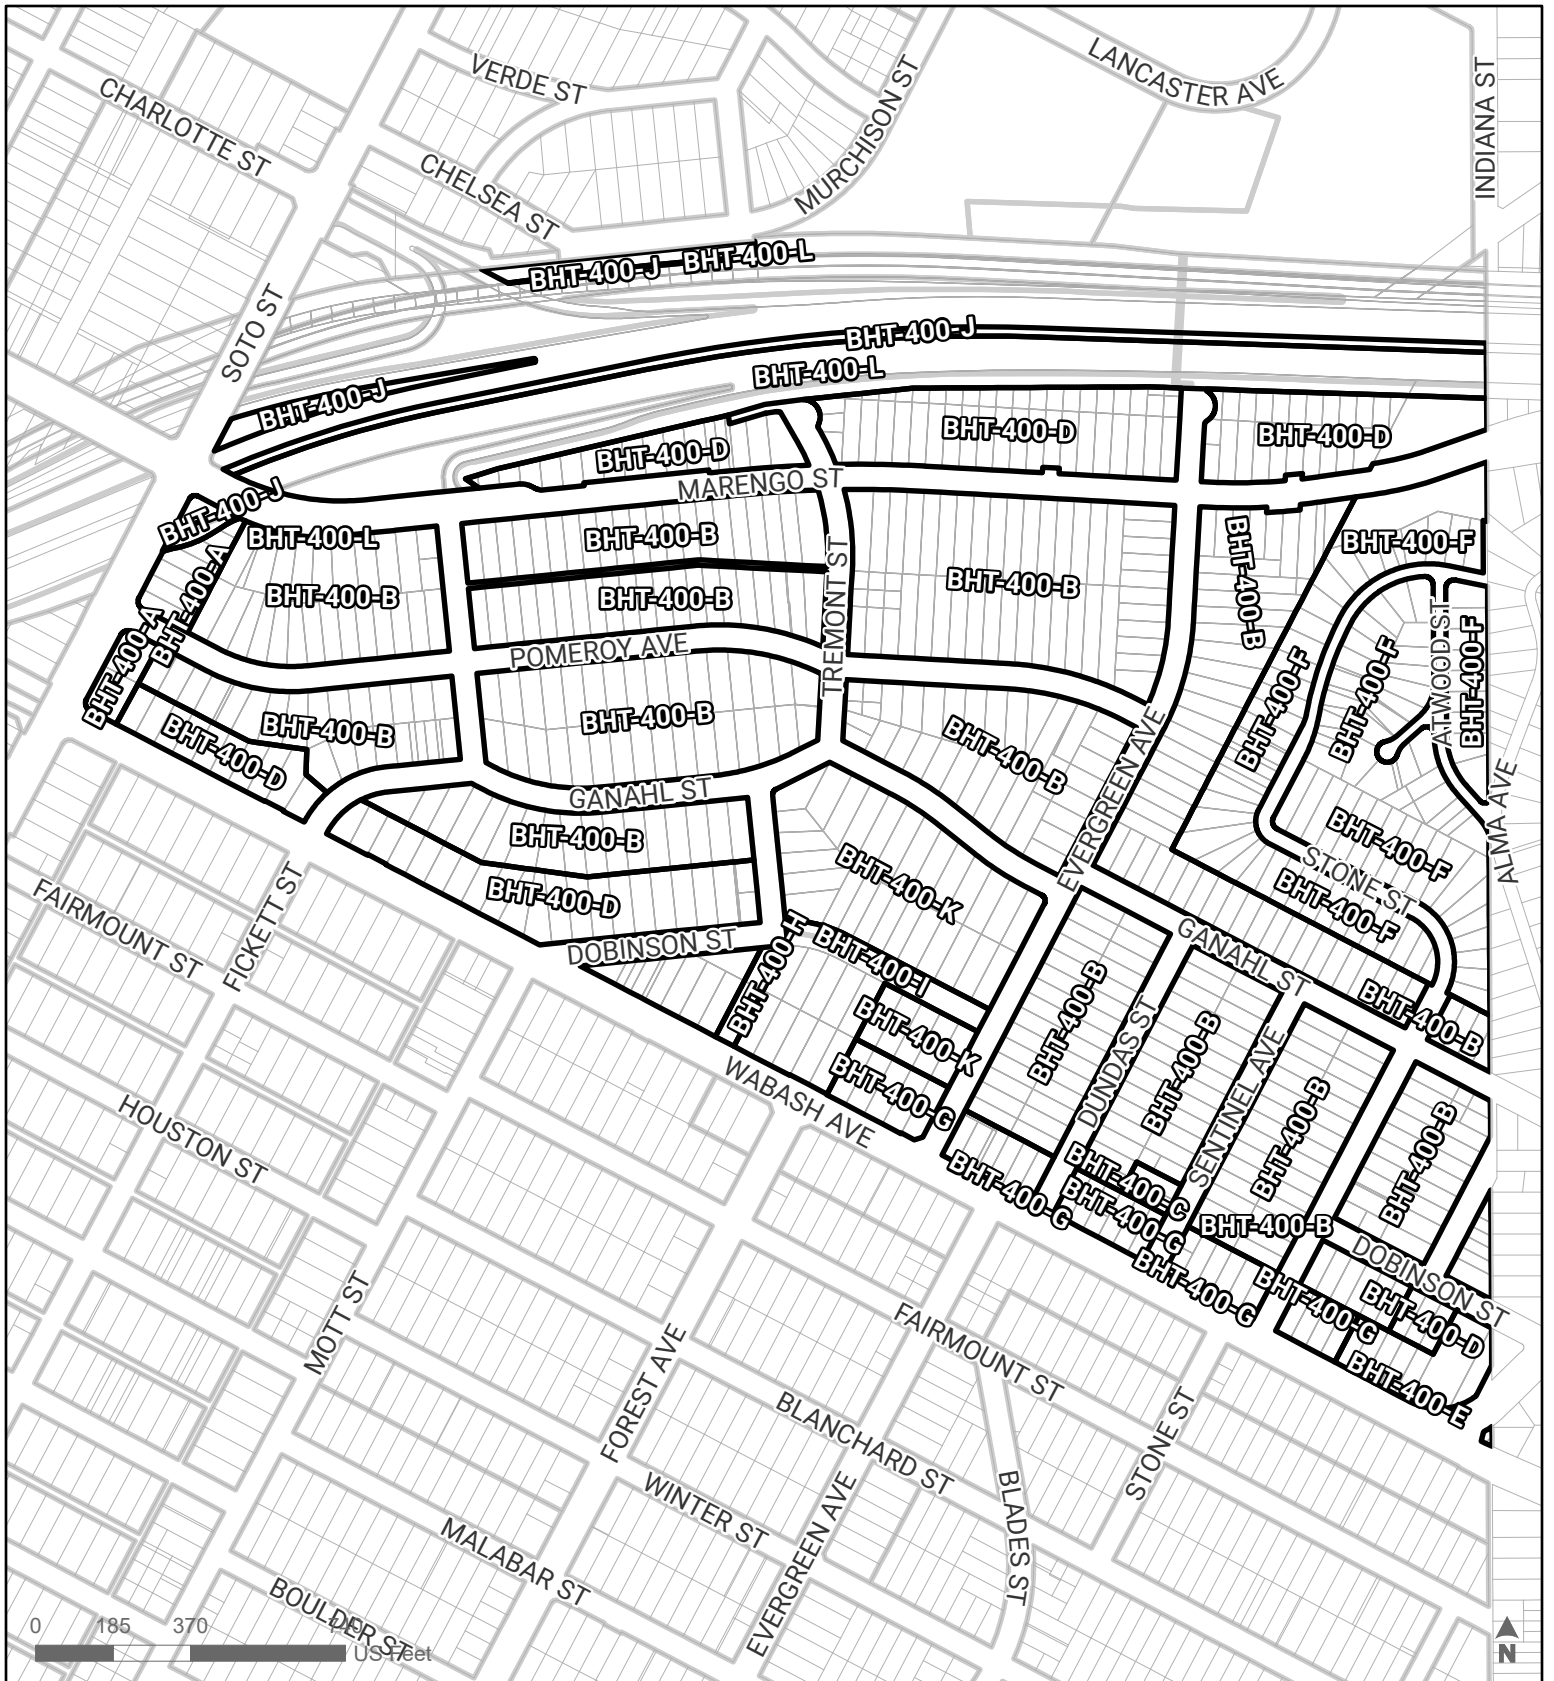 LANCASTER AVE
INDIANA ST
VERDE ST
MURCHISON ST
CHARLOTTE ST
CHELSEA ST
BHT-400-J
BHT-400-L
SOTO ST
BHT-400-J
BHT-400-L
BHT-400-J
BHT-400-D
BHT-400-D
BHT-400-D
MARENGO ST
BHT-400-J
BHT-400-L
BHT-400-B
BHT-400-F
BHT-400-B
BHT-400-A
BHT-400-B
BHT-400-B
BHT-400-B
TREMONT ST
BHT-400-A
POMEROY AVE
ATWOOD ST
BHT-400-F
BHT-400-F
BHT-400-F
BHT-400-B
BHT-400-B
BHT-400-B
BHT-400-D
EVERGREEN AVE
GANAHL ST
ALMA AVE
BHT-400-B
BHT-400-F
STONE ST
BHT-400-K
BHT-400-F
BHT-400-D
FAIRMOUNT ST
FICKETT ST
DOBINSON ST
BHT-400-F
BHT-400-I
GANAHL ST
BHT-400-B
BHT-400-B
BHT-400-K
BHT-400-B
DUNDAS ST
SENTINEL AVE
BHT-400-G
WABASH AVE
BHT-400-B
BHT-400-B
HOUSTON ST
BHT-400-G
BHT-400-C
BHT-400-G
BHT-400-B
BHT-400-G
DOBINSON ST
BHT-400-G
BHT-400-D
BHT-400-E
MOTT ST
FOREST AVE
FAIRMOUNT ST
BLANCHARD ST
STONE ST
WINTER ST
EVERGREEN AVE
BLADES ST
MALABAR ST
BOULDER ST
0 185 370 740
US Feet
N